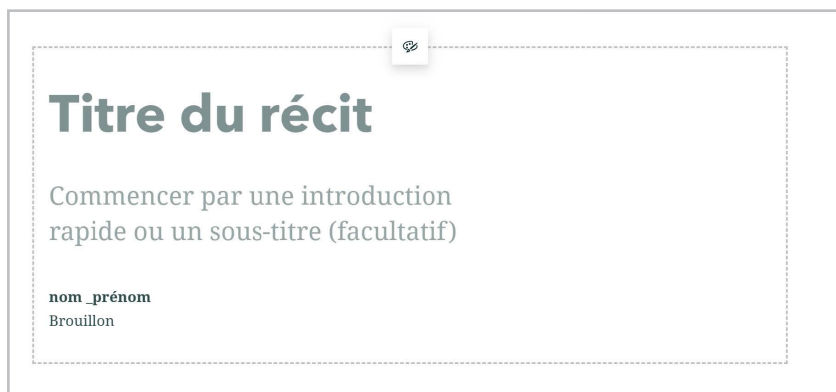 Titre du récit
Commencer par une introduction
rapide ou un sous-titre (facultatif)
nom _prénom
Brouillon